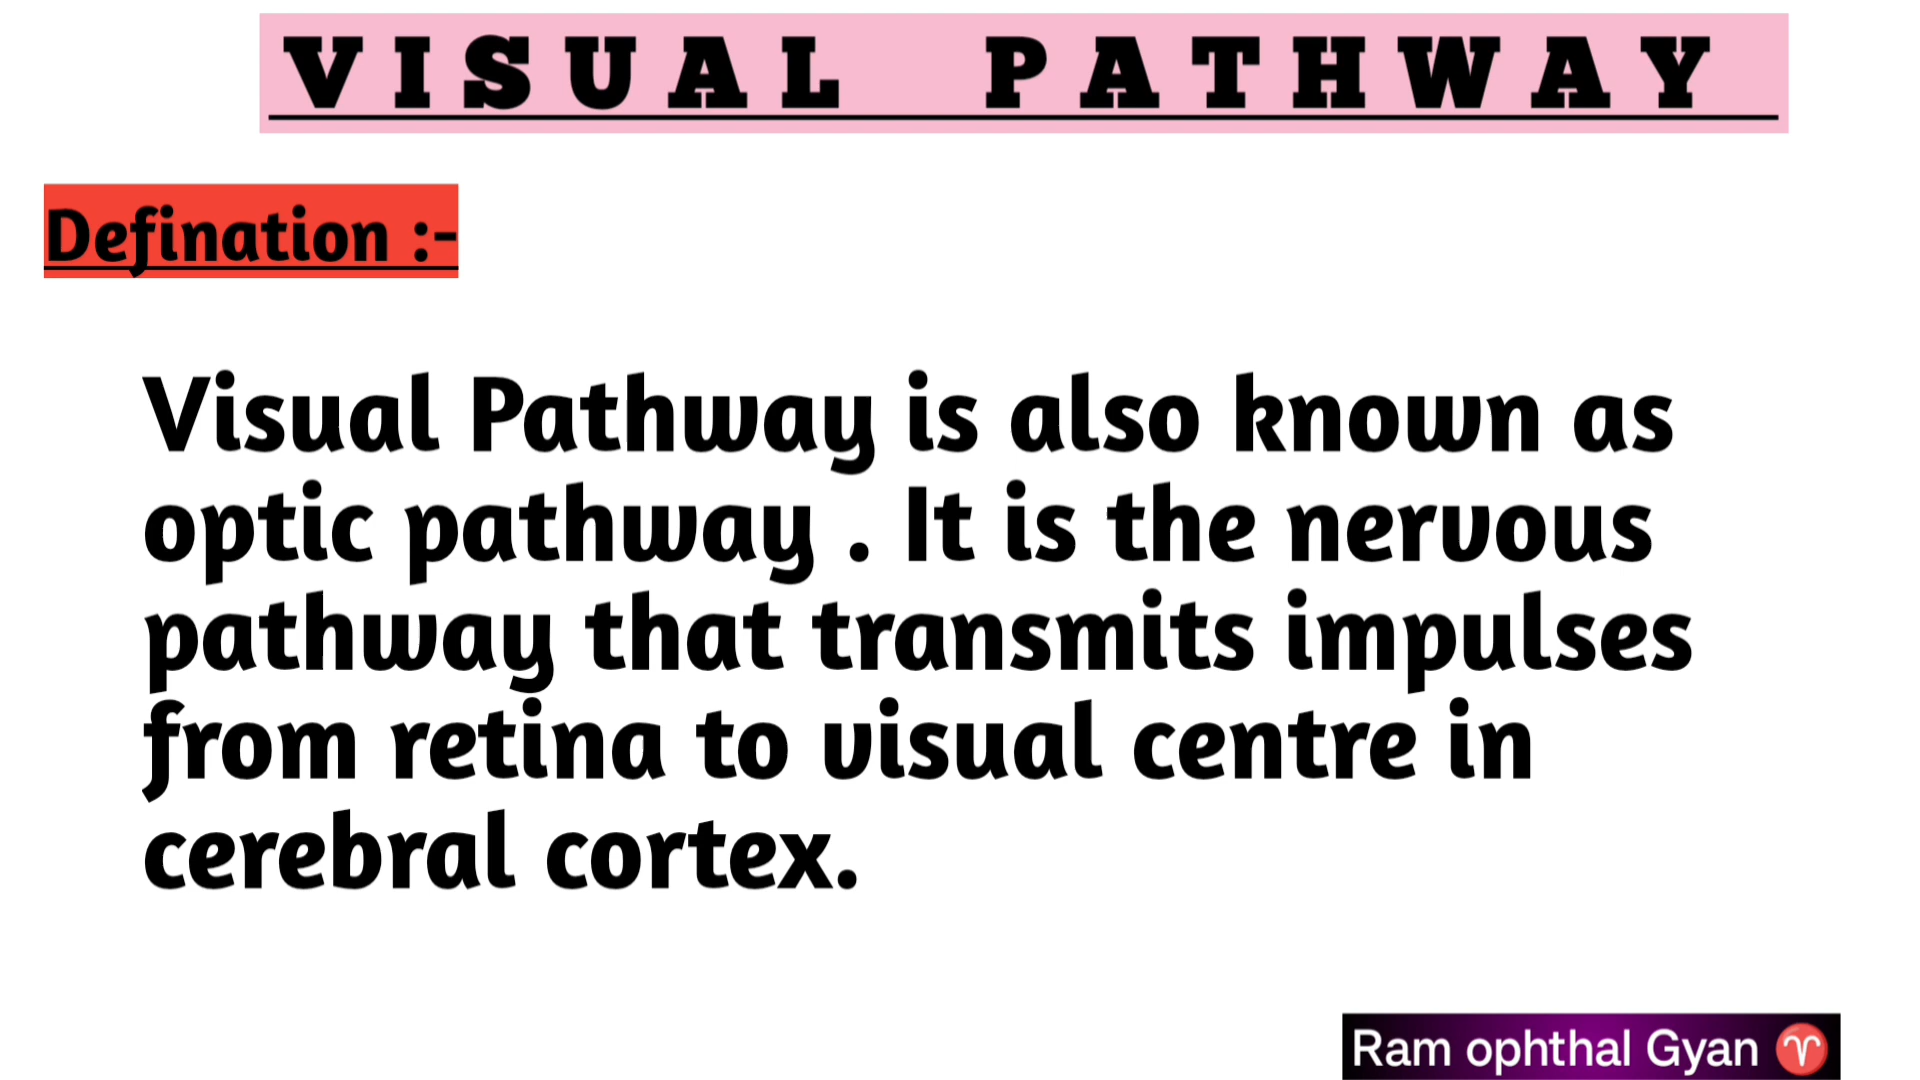 VISUAL PATHWAY
Defination :-
Visual Pathway is also known as
optic pathway . It is the nervous
pathway that transmits impulses
from retina to visual centre in
cerebral cortex.
Ram ophthal Gyan ♈